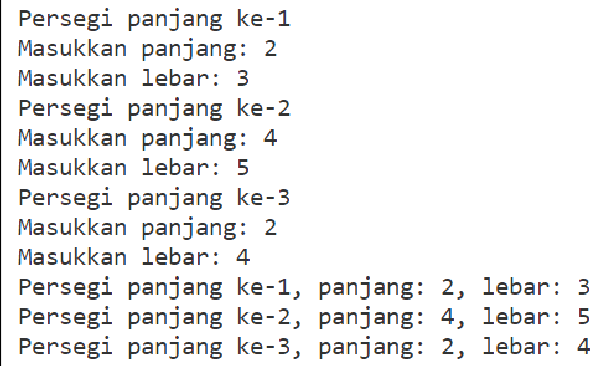 Persegi panjang ke-1
Masukkan panjang: 2
Masukkan lebar: 3
Persegi panjang ke-2
Masukkan panjang: 4
Masukkan lebar: 5
Persegi panjang ke-3
Masukkan panjang: 2
Masukkan lebar: 4
Persegi panjang ke-1, panjang: 2, lebar: 3
Persegi panjang ke-2, panjang: 4, lebar: 5
Persegi panjang ke-3, panjang: 2, lebar: 4